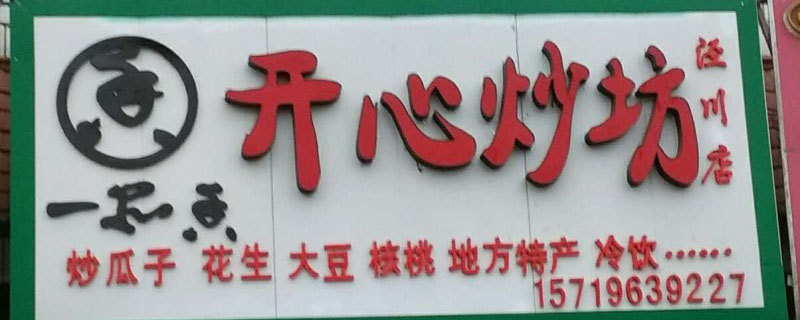 开心炒坊
泾川店
一品香
炒瓜子 花生 大豆 核桃 地方特产 冷饮……
15719639227